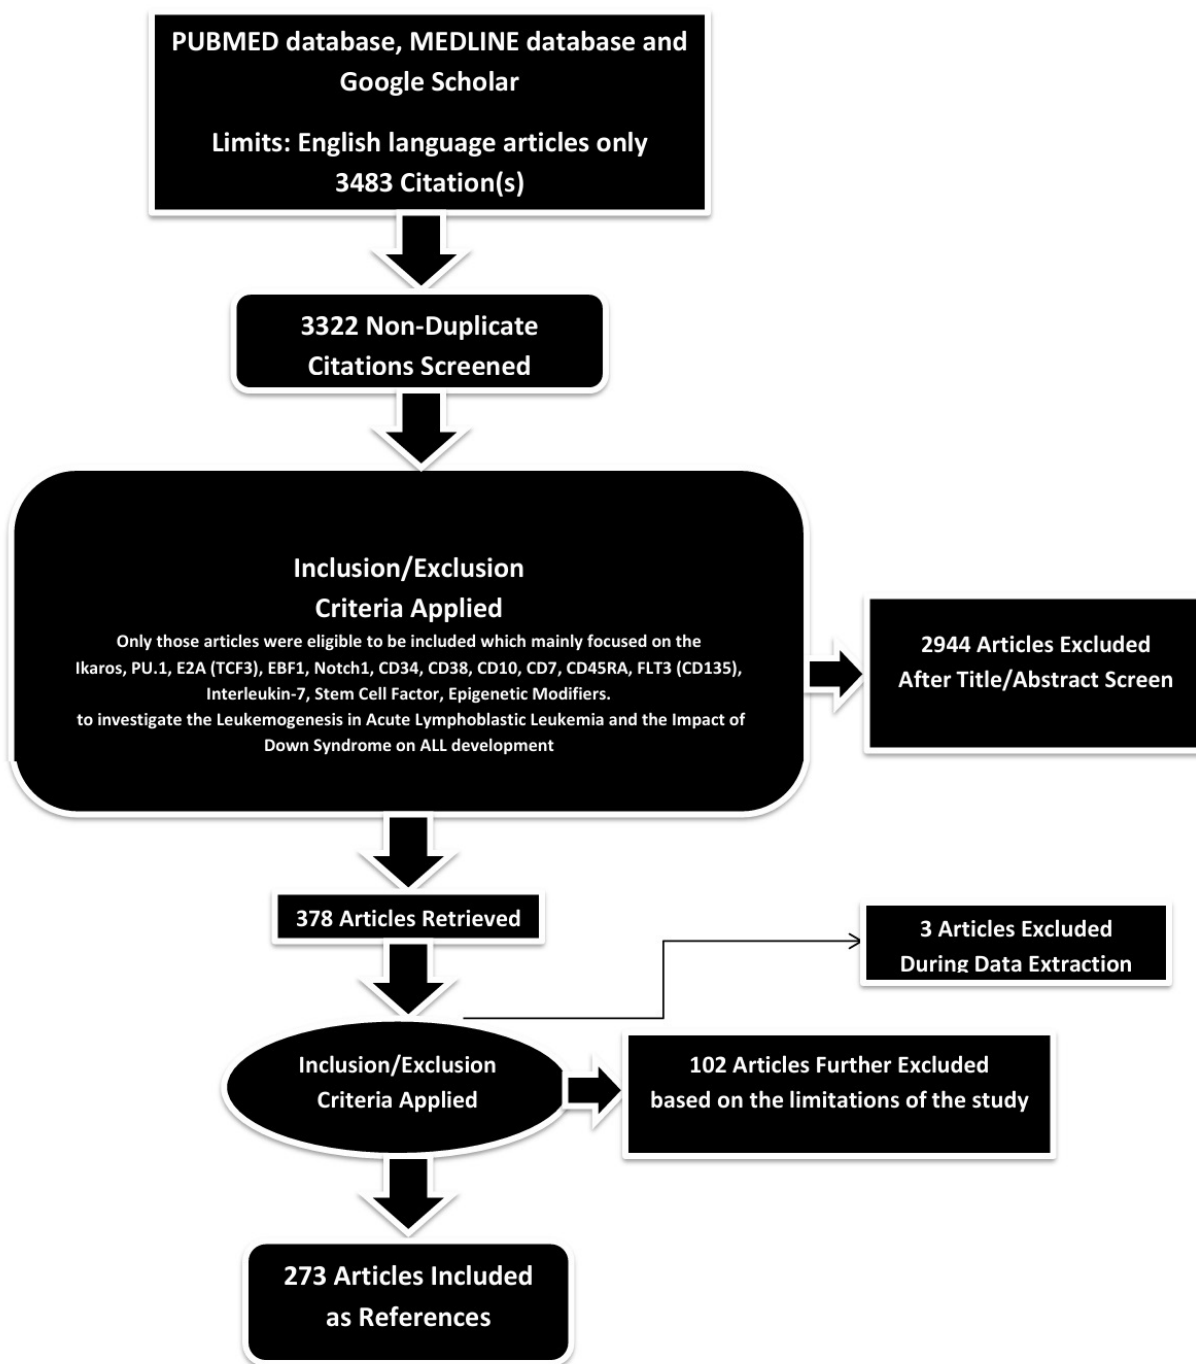 PUBMED database, MEDLINE database and
Google Scholar
Limits: English language articles only
3483 Citation(s)
3322 Non-Duplicate
Citations Screened
Inclusion/Exclusion
Criteria Applied
Only those articles were eligible to be included which mainly focused on the
Ikaros, PU.1, E2A (TCF3), EBF1, Notch1, CD34, CD38, CD10, CD7, CD45RA, FLT3 (CD135),
Interleukin-7, Stem Cell Factor, Epigenetic Modifiers.
to investigate the Leukemogenesis in Acute Lymphoblastic Leukemia and the Impact of
Down Syndrome on ALL development
2944 Articles Excluded
After Title/Abstract Screen
378 Articles Retrieved
3 Articles Excluded
During Data Extraction
Inclusion/Exclusion
Criteria Applied
102 Articles Further Excluded
based on the limitations of the study
273 Articles Included
as References